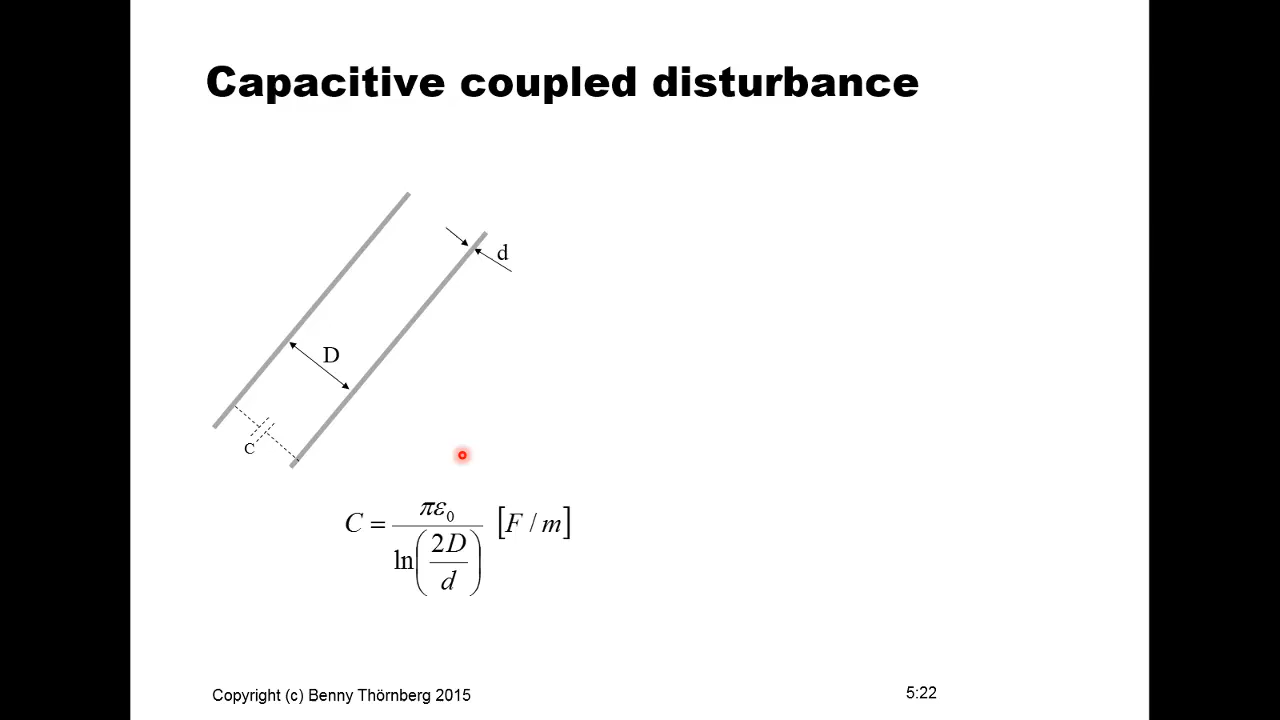 Capacitive coupled disturbance
d
D
C
C = πε₀ / ln(2D/d) [F / m]
Copyright (c) Benny Thörnberg 2015
5:22